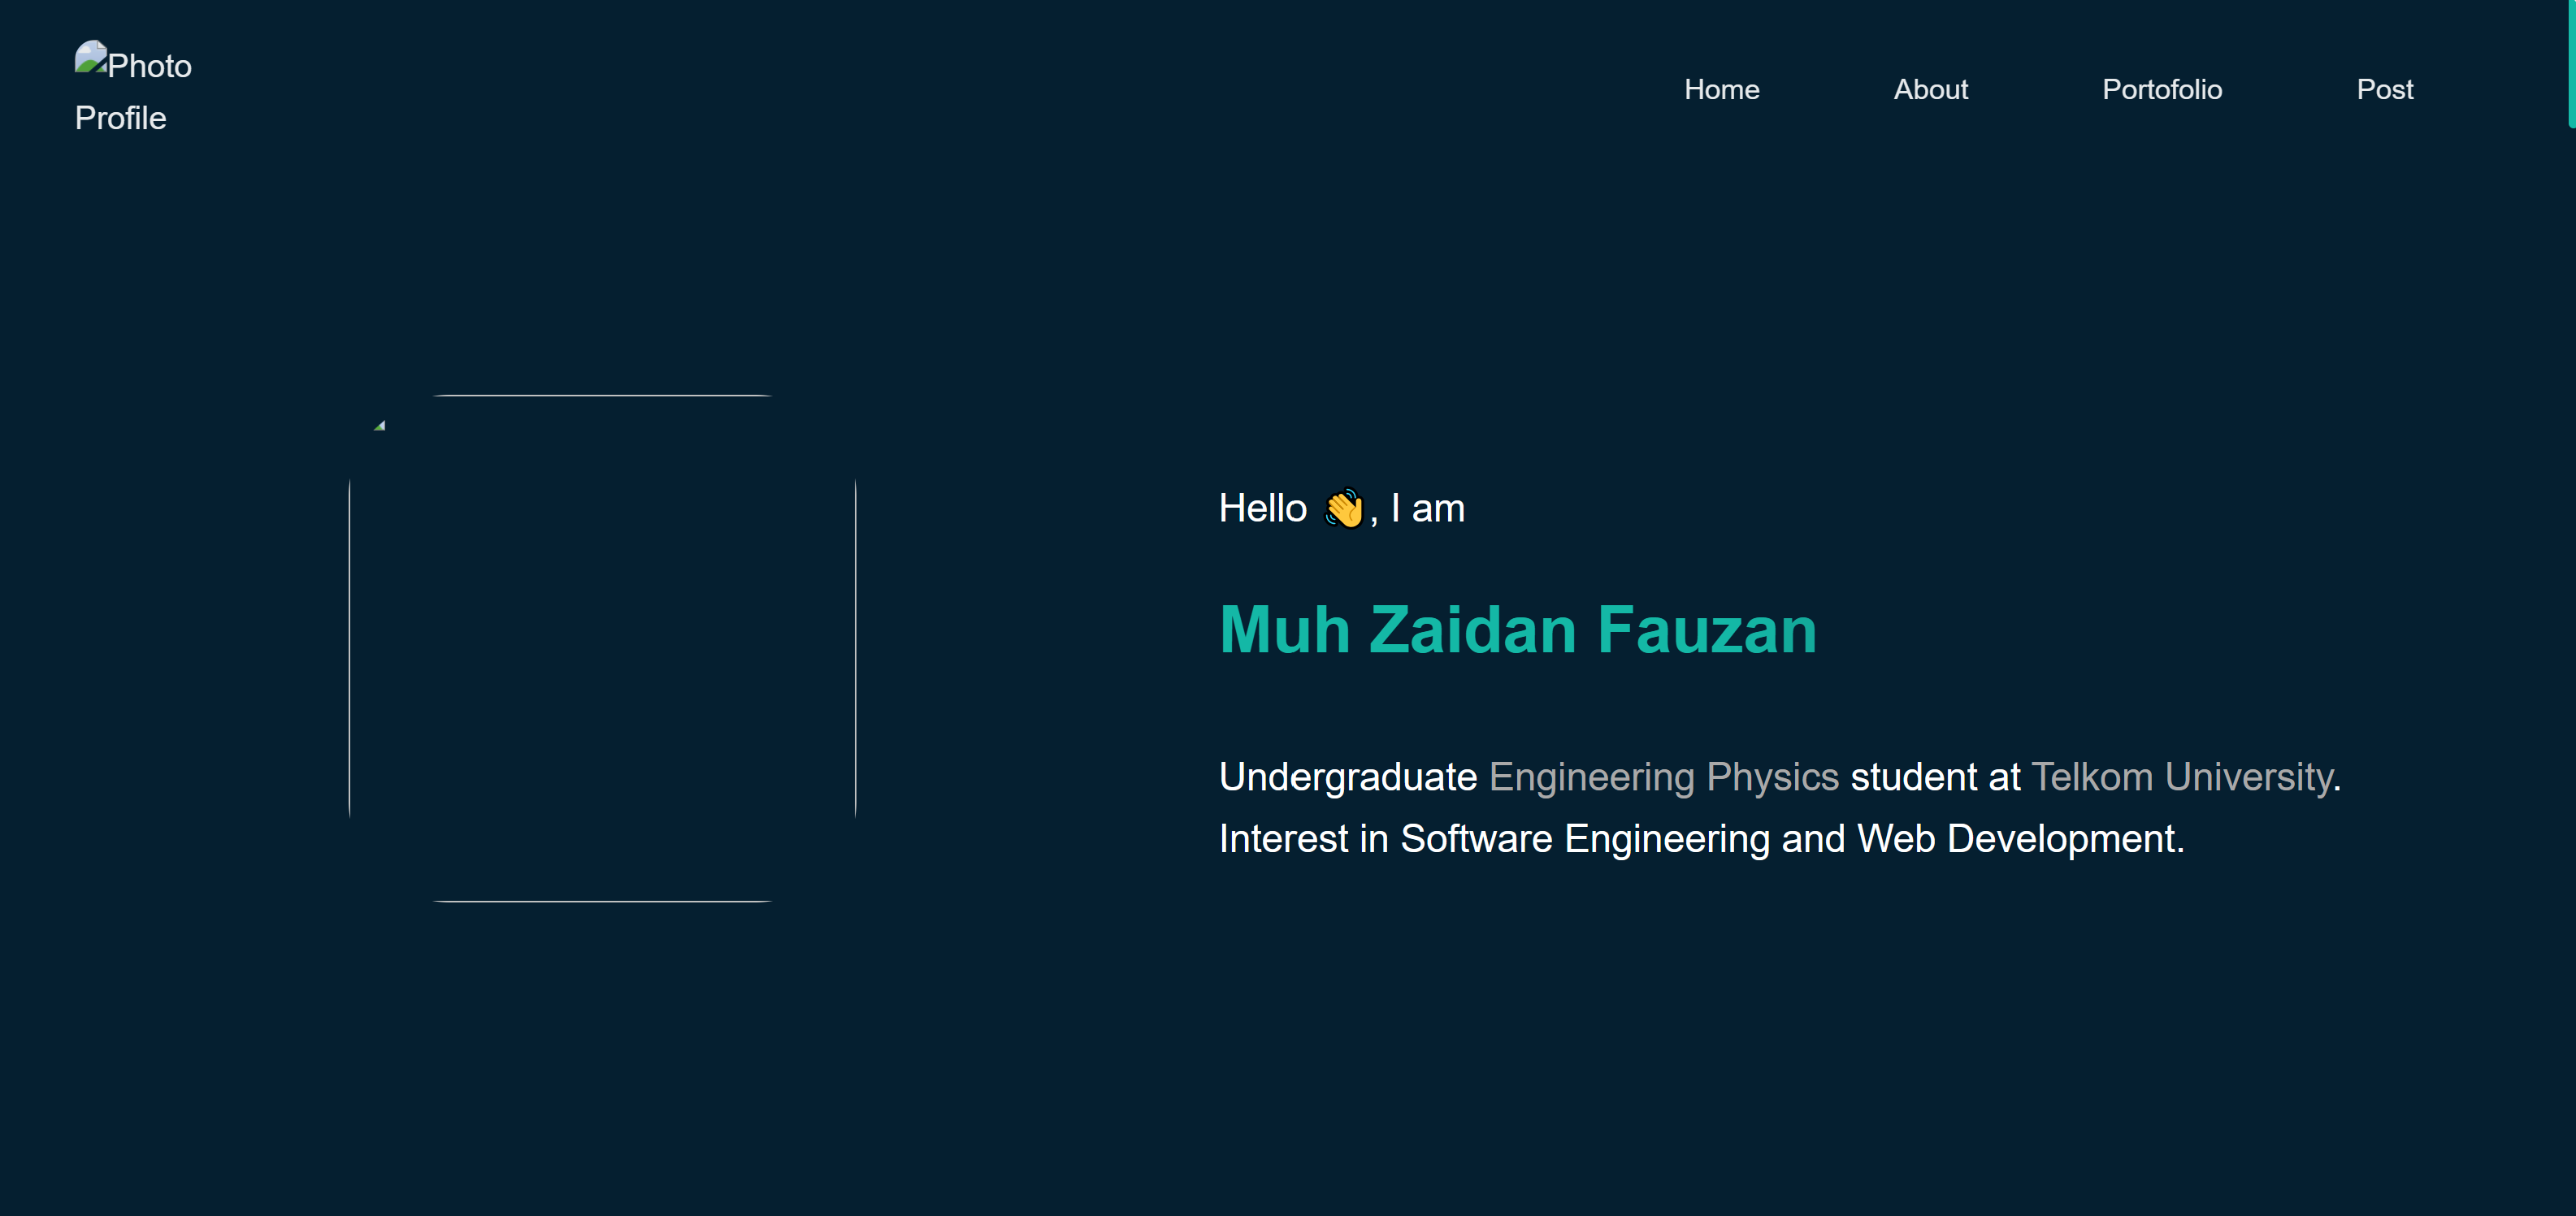 Photo
Profile
Home About Portofolio Post
Hello 👋, I am
Muh Zaidan Fauzan
Undergraduate Engineering Physics student at Telkom University.
Interest in Software Engineering and Web Development.